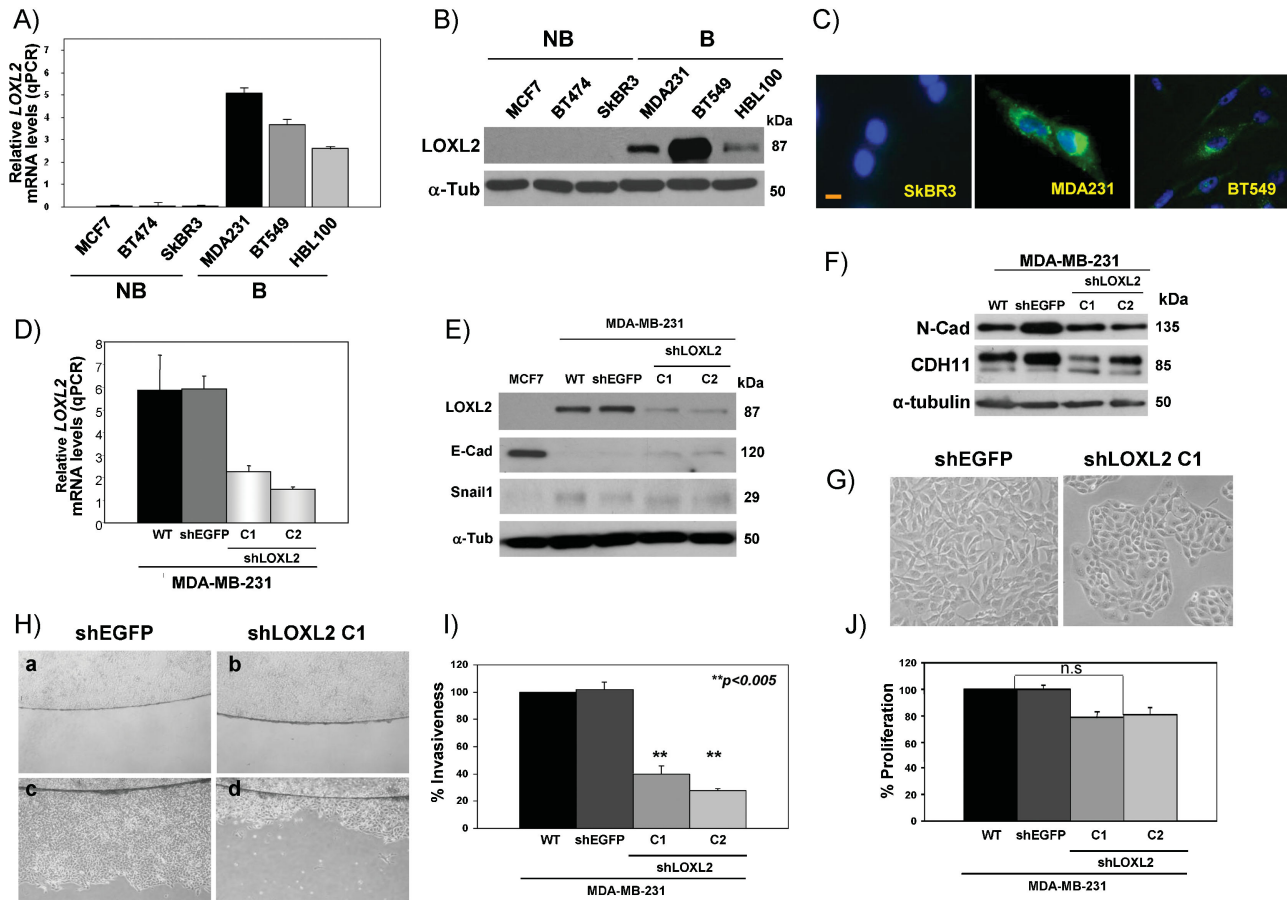 A)
Relative LOXL2
mRNA levels (qPCR)
7
6
5
4
3
2
1
0
MCF7
BT474
SkBR3
MDA231
BT549
HBL100
NB
B
B)
NB
B
MCF7
BT474
SkBR3
MDA231
BT549
HBL100
kDa
LOXL2
87
α-Tub
50
C)
SkBR3
MDA231
BT549
D)
Relative LOXL2
mRNA levels (qPCR)
8
7
6
5
4
3
2
1
0
WT
shEGFP
C1
C2
shLOXL2
MDA-MB-231
E)
MDA-MB-231
shLOXL2
MCF7
WT
shEGFP
C1
C2
kDa
LOXL2
87
E-Cad
120
Snail1
29
α-Tub
50
F)
MDA-MB-231
shLOXL2
WT
shEGFP
C1
C2
kDa
N-Cad
135
CDH11
85
α-tubulin
50
G)
shEGFP
shLOXL2 C1
H)
shEGFP
shLOXL2 C1
a
b
c
d
I)
% Invasiveness
120
100
80
60
40
20
0
**p<0.005
**
**
WT
shEGFP
C1
C2
shLOXL2
MDA-MB-231
J)
% Proliferation
120
100
80
60
40
20
0
n.s
WT
shEGFP
C1
C2
shLOXL2
MDA-MB-231